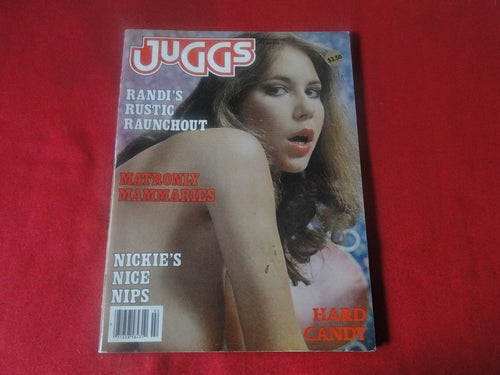 JUGGS
$3.50
RANDI'S
RUSTIC
RAUNCHOUT
MATRONLY
MAMMARIES
NICKIE'S
NICE
NIPS
HARD
CANDY